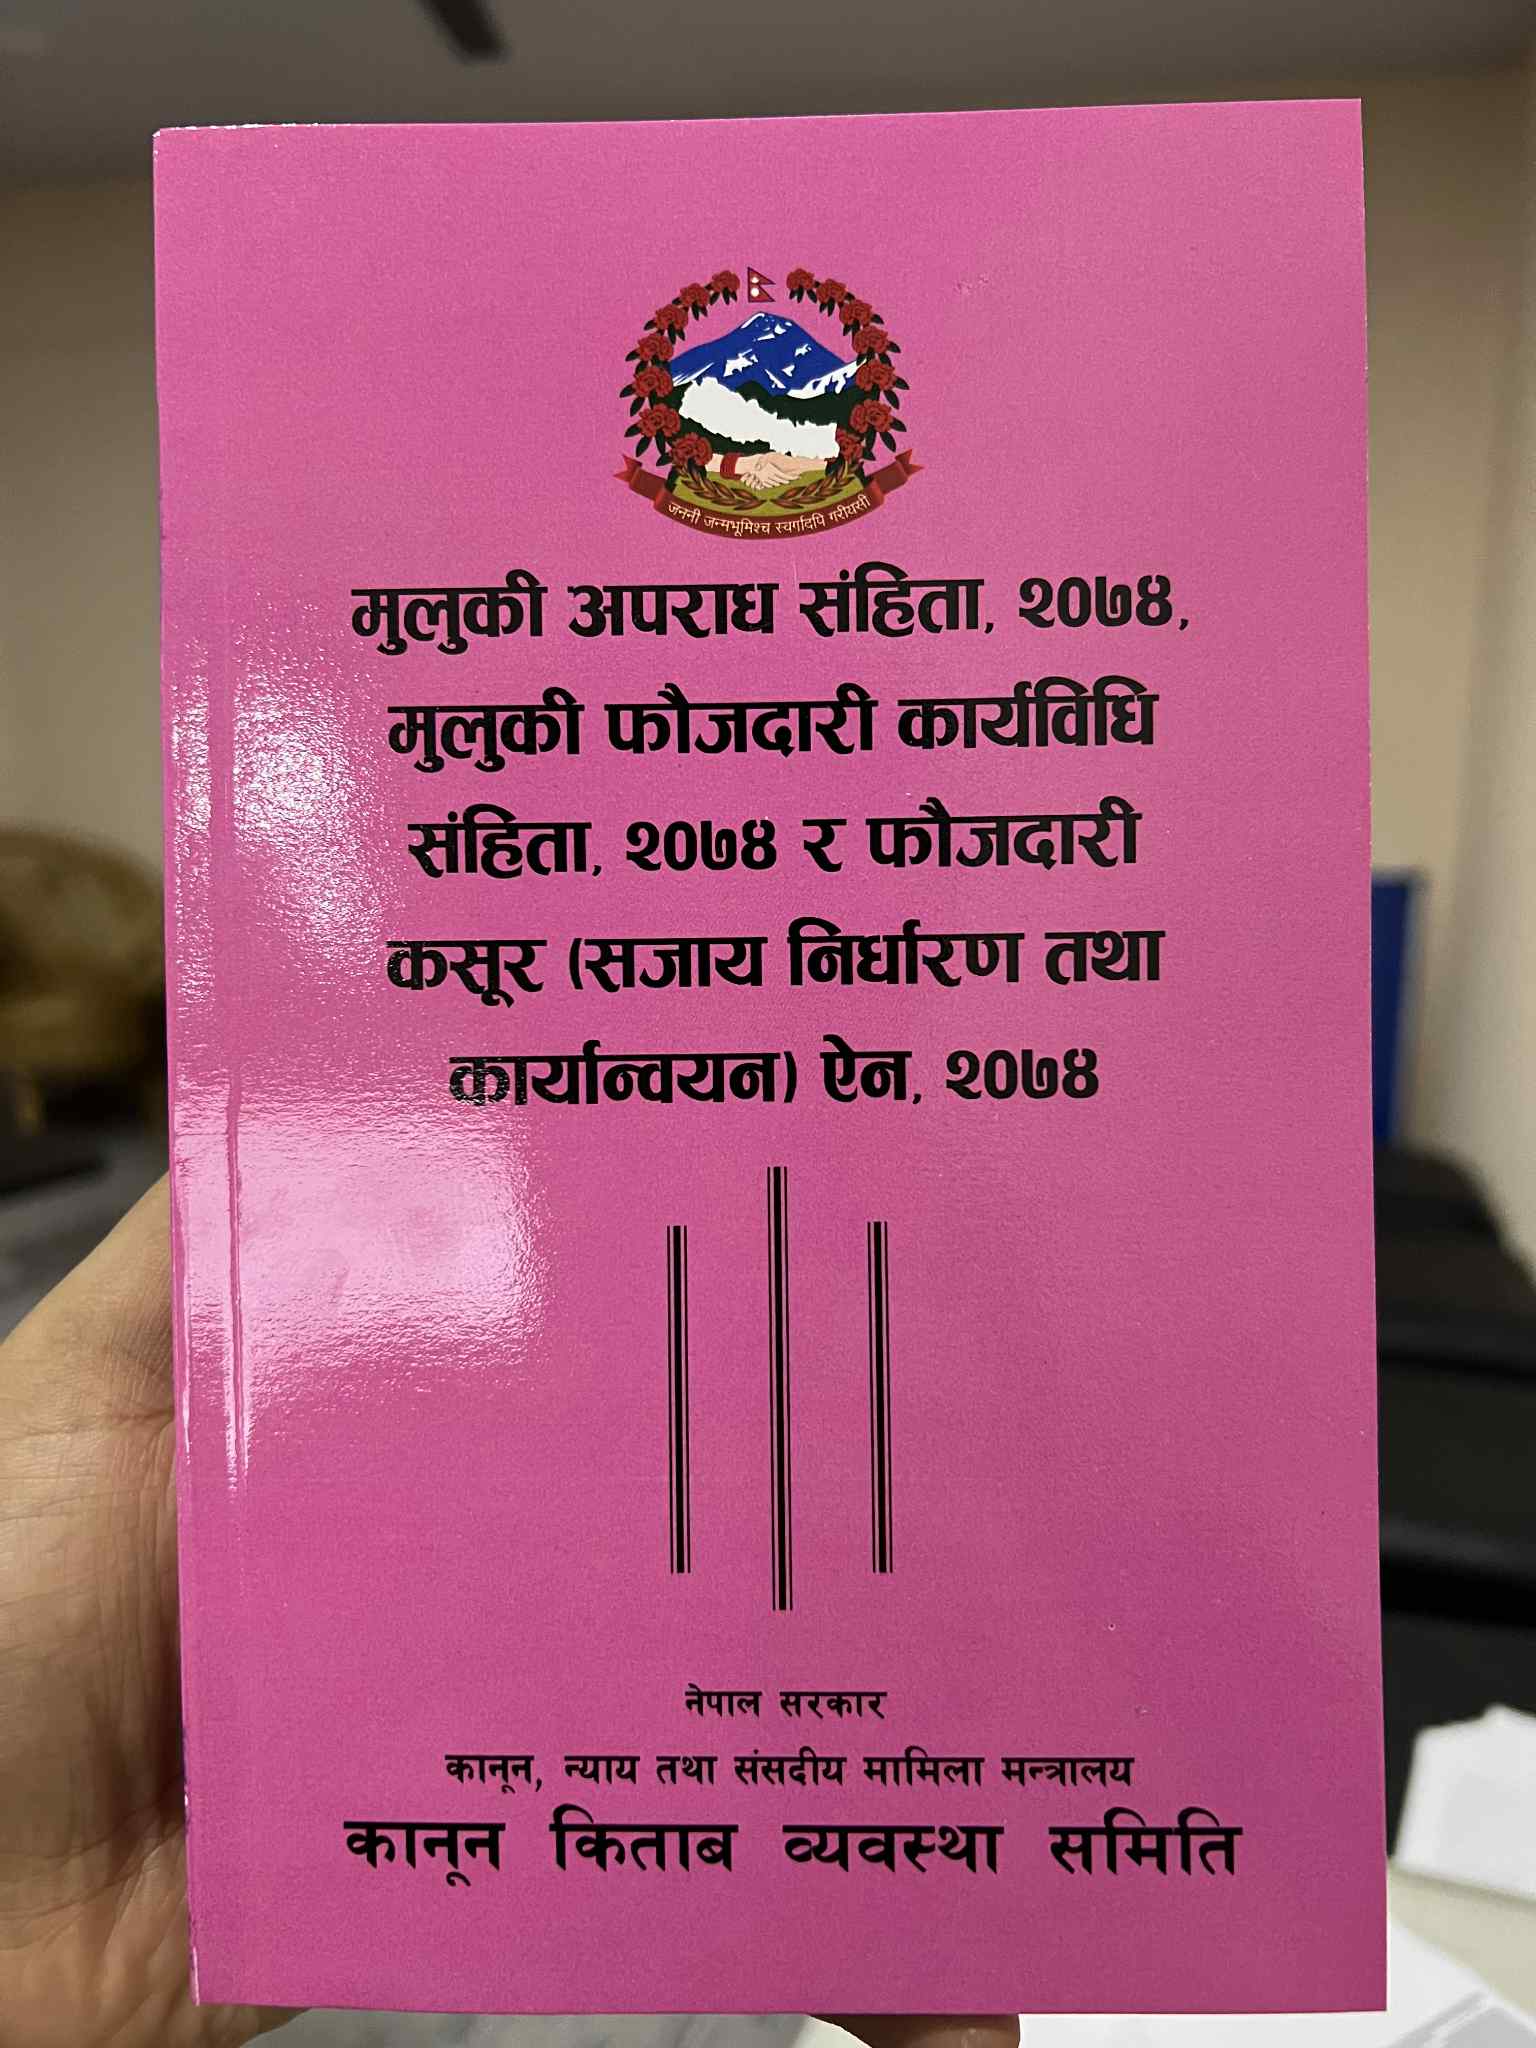 जननी जन्मभूमिश्च स्वर्गादपि गरीयसी
मुलुकी अपराध संहिता, २०७४,
मुलुकी फौजदारी कार्यविधि
संहिता, २०७४ र फौजदारी
कसूर (सजाय निर्धारण तथा
कार्यान्वयन) ऐन, २०७४
नेपाल सरकार
कानून, न्याय तथा संसदीय मामिला मन्त्रालय
कानून किताब व्यवस्था समिति